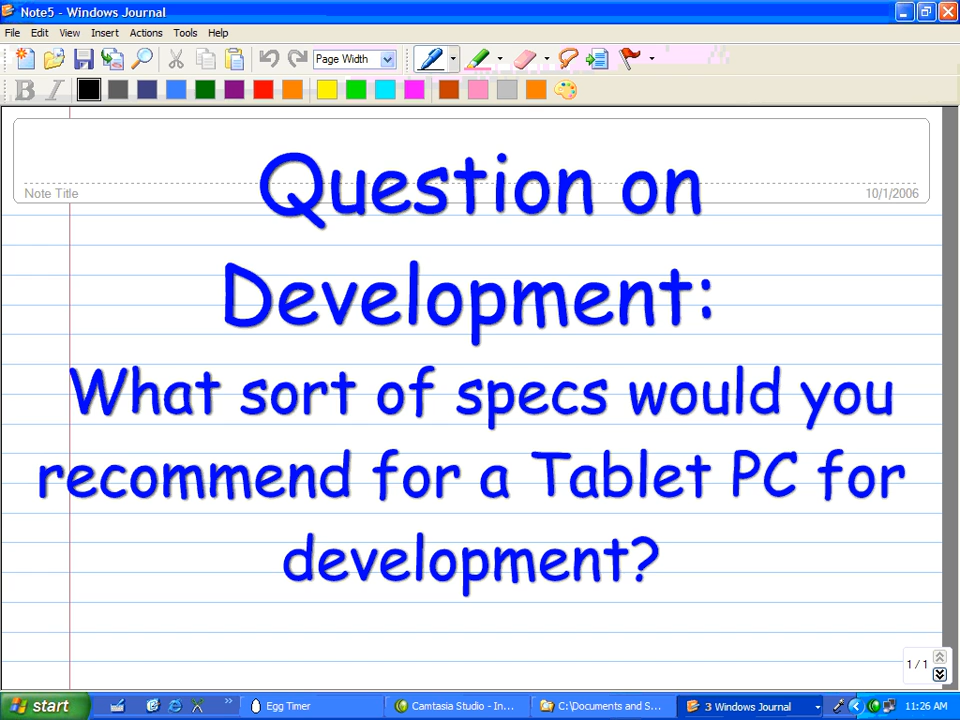 Note5 - Windows Journal
File Edit View Insert Actions Tools Help
Page Width
B I
Question on
Note Title 10/1/2006
Development:
What sort of specs would you
recommend for a Tablet PC for
development?
1 / 1
start Egg Timer Camtasia Studio - In... C:\Documents and S... 3 Windows Journal 11:26 AM